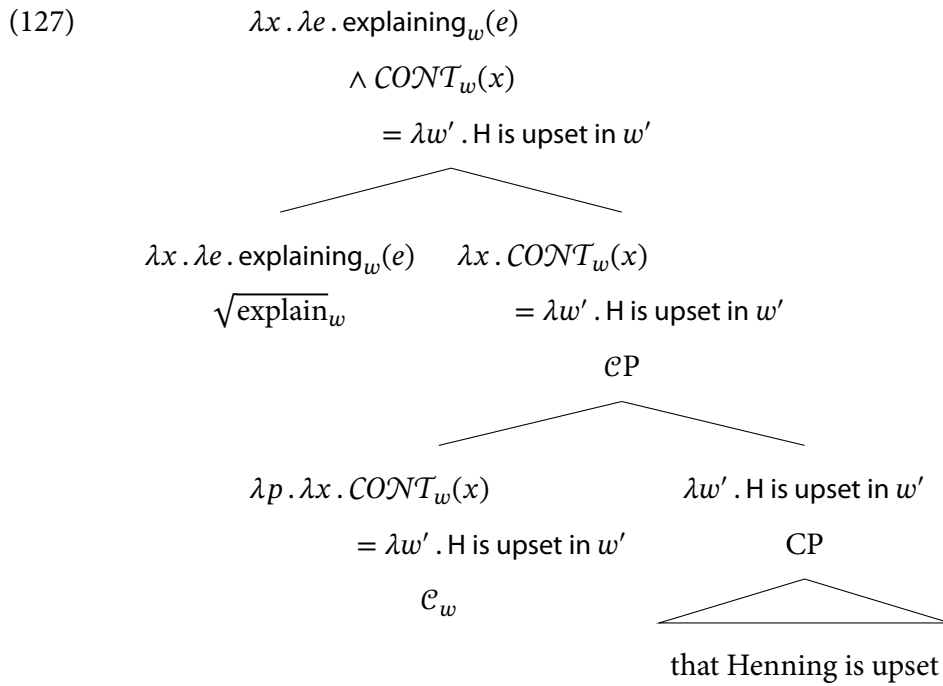 (127) λx . λe . explaining_w(e)
∧ 𝒞𝒪𝒩𝒯_w(x)
= λw′ . H is upset in w′
λx . λe . explaining_w(e) λx . 𝒞𝒪𝒩𝒯_w(x)
√explain_w = λw′ . H is upset in w′
𝒞P
λp . λx . 𝒞𝒪𝒩𝒯_w(x) λw′ . H is upset in w′
= λw′ . H is upset in w′ CP
𝒞_w
that Henning is upset